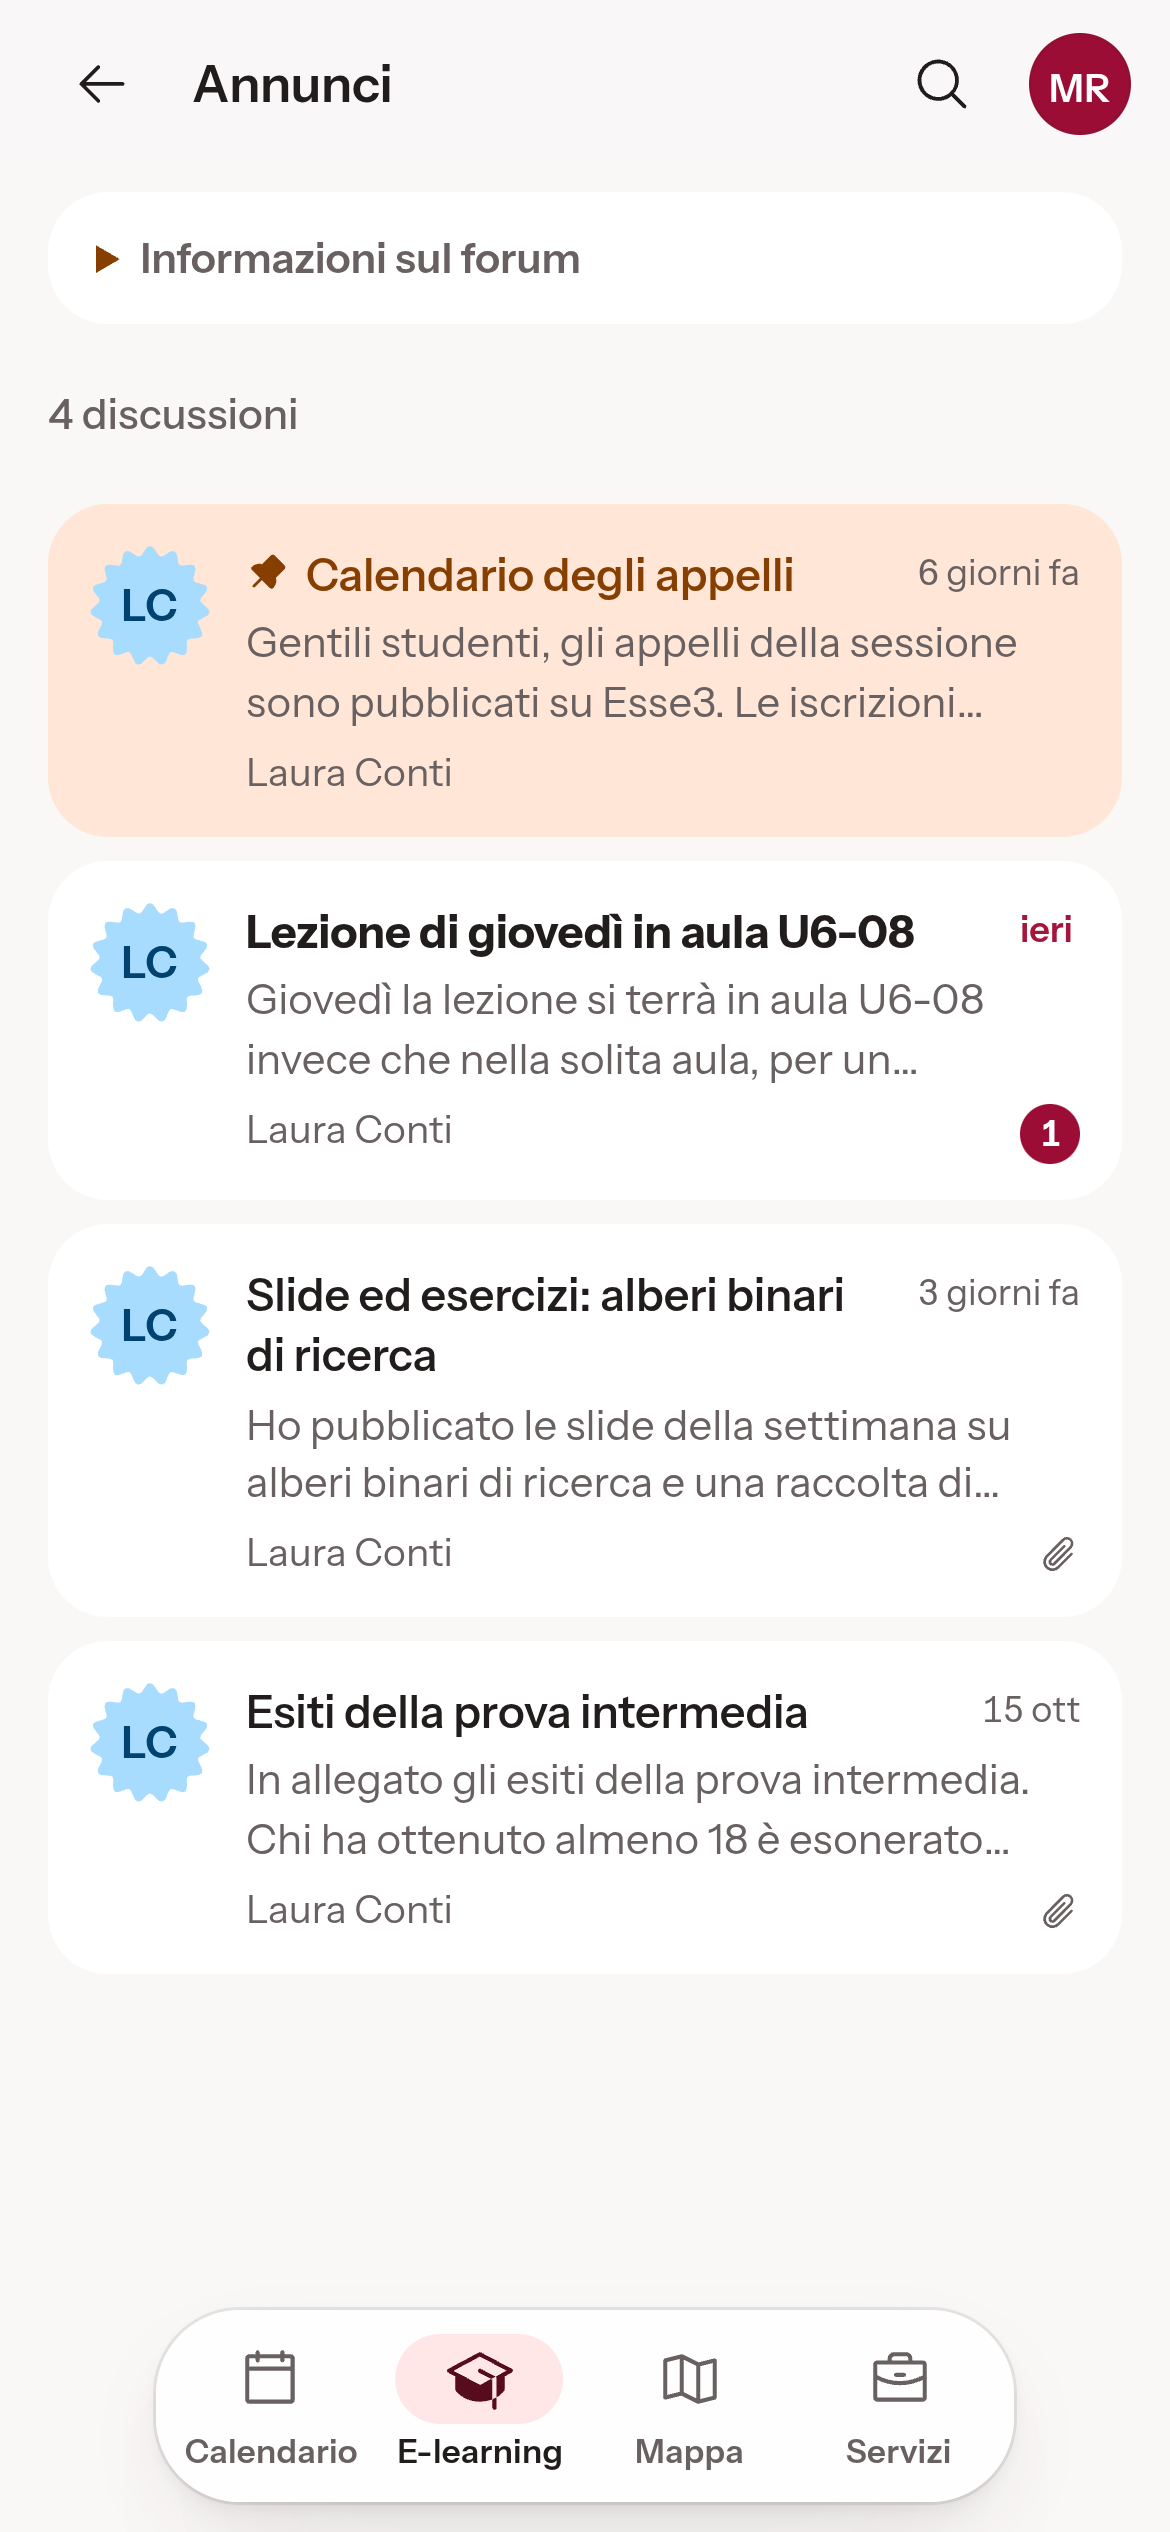 Annunci
MR
Informazioni sul forum
4 discussioni
LC
Calendario degli appelli
6 giorni fa
Gentili studenti, gli appelli della sessione
sono pubblicati su Esse3. Le iscrizioni...
Laura Conti
LC
Lezione di giovedì in aula U6-08
ieri
Giovedì la lezione si terrà in aula U6-08
invece che nella solita aula, per un...
Laura Conti
1
LC
Slide ed esercizi: alberi binari
di ricerca
3 giorni fa
Ho pubblicato le slide della settimana su
alberi binari di ricerca e una raccolta di...
Laura Conti
LC
Esiti della prova intermedia
15 ott
In allegato gli esiti della prova intermedia.
Chi ha ottenuto almeno 18 è esonerato...
Laura Conti
Calendario
E-learning
Mappa
Servizi